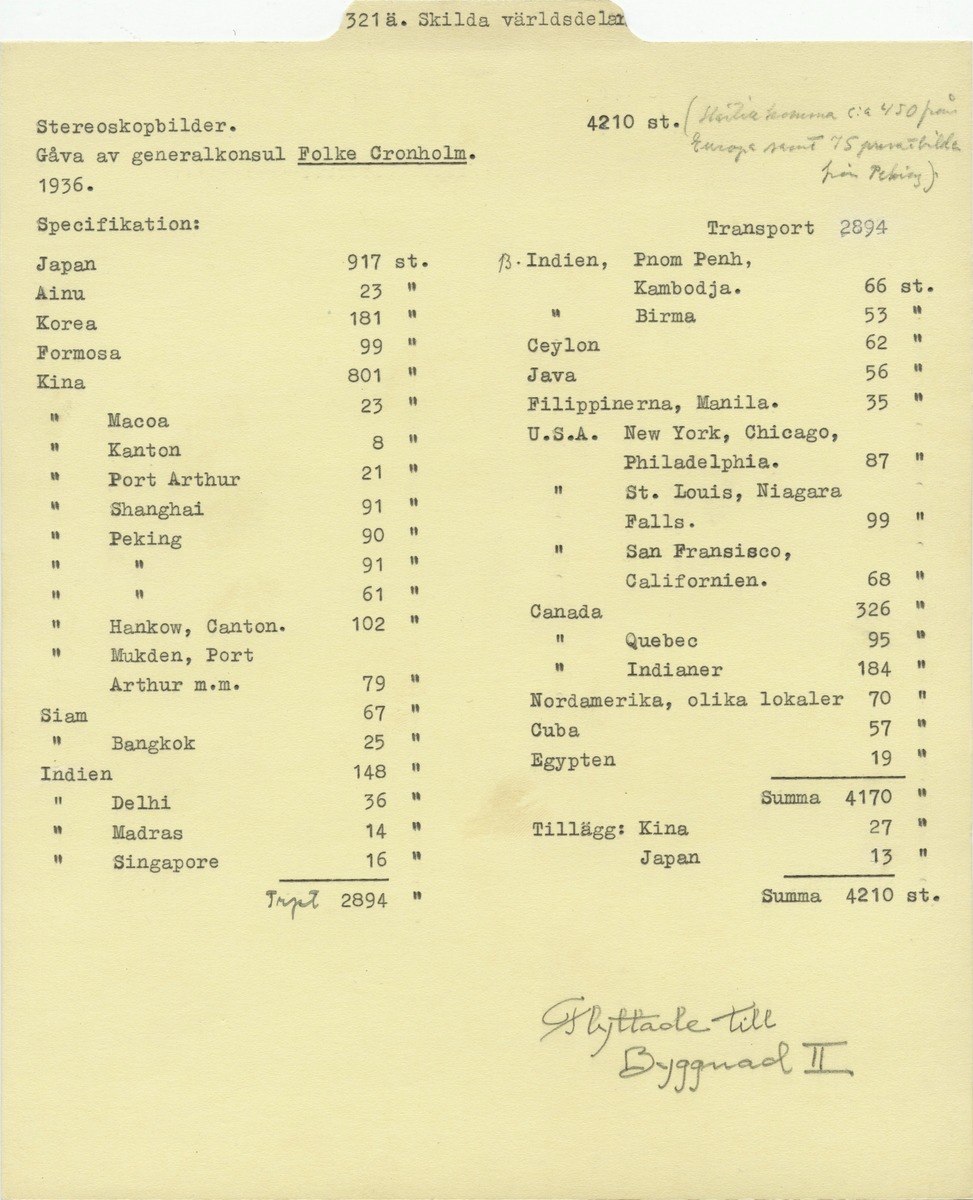 321ä. Skilda världsdelar
Stereoskopbilder.
4210 st. (Härtill komma c:a 450 från
Europa samt 75 privatbilder
från Peking)
Gåva av generalkonsul Folke Cronholm.
1936.
Specifikation:
Japan 917 st.
Ainu 23 "
Korea 181 "
Formosa 99 "
Kina 801 "
" Macoa 23 "
" Kanton 8 "
" Port Arthur 21 "
" Shanghai 91 "
" Peking 90 "
" " 91 "
" " 61 "
" Hankow, Canton. 102 "
" Mukden, Port
Arthur m.m. 79 "
Siam 67 "
" Bangkok 25 "
Indien 148 "
" Delhi 36 "
" Madras 14 "
" Singapore 16 "
Trpt 2894 "
Transport 2894
B. Indien, Pnom Penh,
Kambodja. 66 st.
" Birma 53 "
Ceylon 62 "
Java 56 "
Filippinerna, Manila. 35 "
U.S.A. New York, Chicago,
Philadelphia. 87 "
" St. Louis, Niagara
Falls. 99 "
" San Fransisco,
Californien. 68 "
Canada 326 "
" Quebec 95 "
" Indianer 184 "
Nordamerika, olika lokaler 70 "
Cuba 57 "
Egypten 19 "
Summa 4170 "
Tillägg: Kina 27 "
Japan 13 "
Summa 4210 st.
Flyttade till
Byggnad II